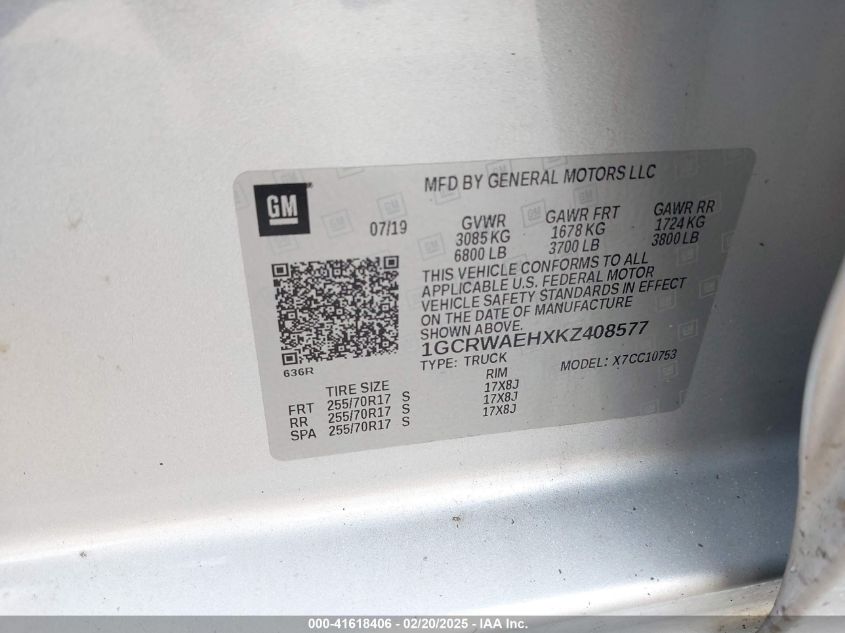 GM
MFD BY GENERAL MOTORS LLC
07/19
GVWR GAWR FRT GAWR RR
3085 KG 1678 KG 1724 KG
6800 LB 3700 LB 3800 LB
THIS VEHICLE CONFORMS TO ALL
APPLICABLE U.S. FEDERAL MOTOR
VEHICLE SAFETY STANDARDS IN EFFECT
ON THE DATE OF MANUFACTURE
SHOWN ABOVE.
1GCRWAEHXKZ408577
TYPE: TRUCK MODEL: X7CC10753
636R
TIRE SIZE RIM
FRT 255/70R17 S 17X8J
RR 255/70R17 S 17X8J
SPA 255/70R17 S 17X8J
000-41618406 - 02/20/2025 - IAAI.com